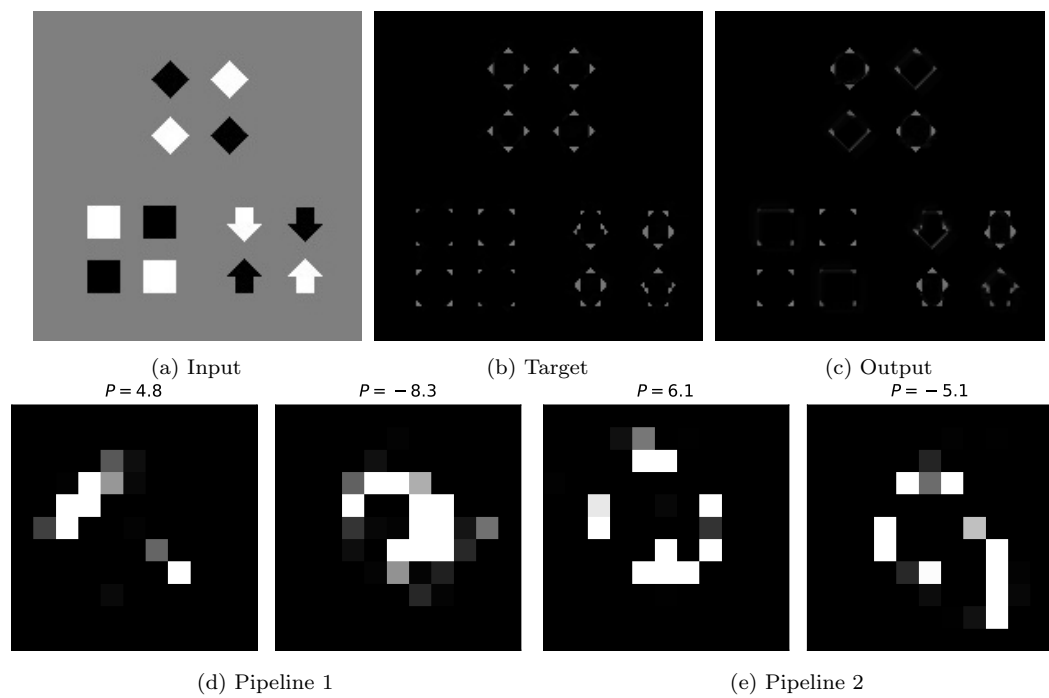 (a) Input
(b) Target
(c) Output
P = 4.8
P = −8.3
P = 6.1
P = −5.1
(d) Pipeline 1
(e) Pipeline 2